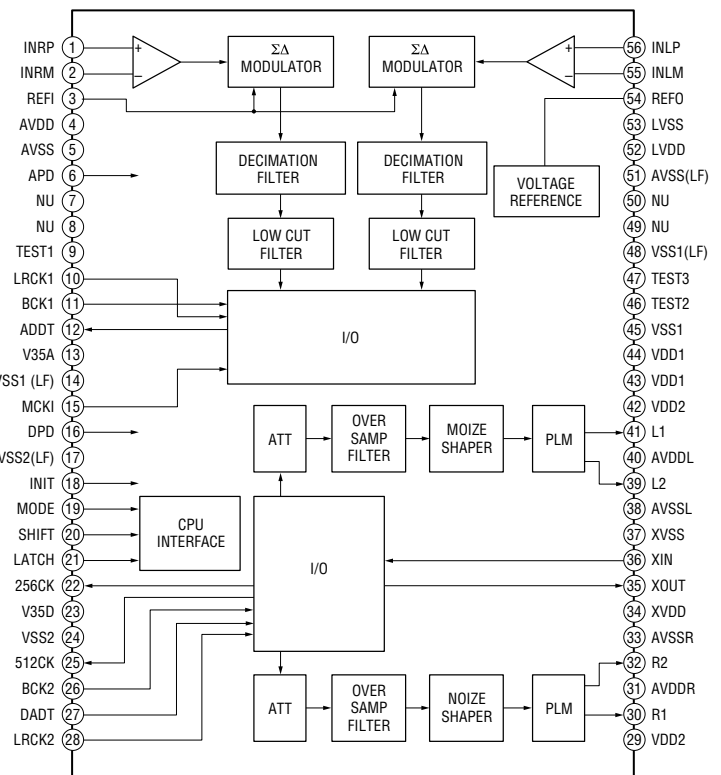 INRP 1
INRM 2
REFI 3
AVDD 4
AVSS 5
APD 6
NU 7
NU 8
TEST1 9
LRCK1 10
BCK1 11
ADDT 12
V35A 13
VSS1 (LF) 14
MCKI 15
DPD 16
VSS2(LF) 17
INIT 18
MODE 19
SHIFT 20
LATCH 21
256CK 22
V35D 23
VSS2 24
512CK 25
BCK2 26
DADT 27
LRCK2 28
+
−
ΣΔ
MODULATOR
ΣΔ
MODULATOR
+
−
DECIMATION
FILTER
DECIMATION
FILTER
VOLTAGE
REFERENCE
LOW CUT
FILTER
LOW CUT
FILTER
I/O
ATT
OVER
SAMP
FILTER
MOIZE
SHAPER
PLM
CPU
INTERFACE
I/O
ATT
OVER
SAMP
FILTER
NOIZE
SHAPER
PLM
56 INLP
55 INLM
54 REFO
53 LVSS
52 LVDD
51 AVSS(LF)
50 NU
49 NU
48 VSS1(LF)
47 TEST3
46 TEST2
45 VSS1
44 VDD1
43 VDD1
42 VDD2
41 L1
40 AVDDL
39 L2
38 AVSSL
37 XVSS
36 XIN
35 XOUT
34 XVDD
33 AVSSR
32 R2
31 AVDDR
30 R1
29 VDD2